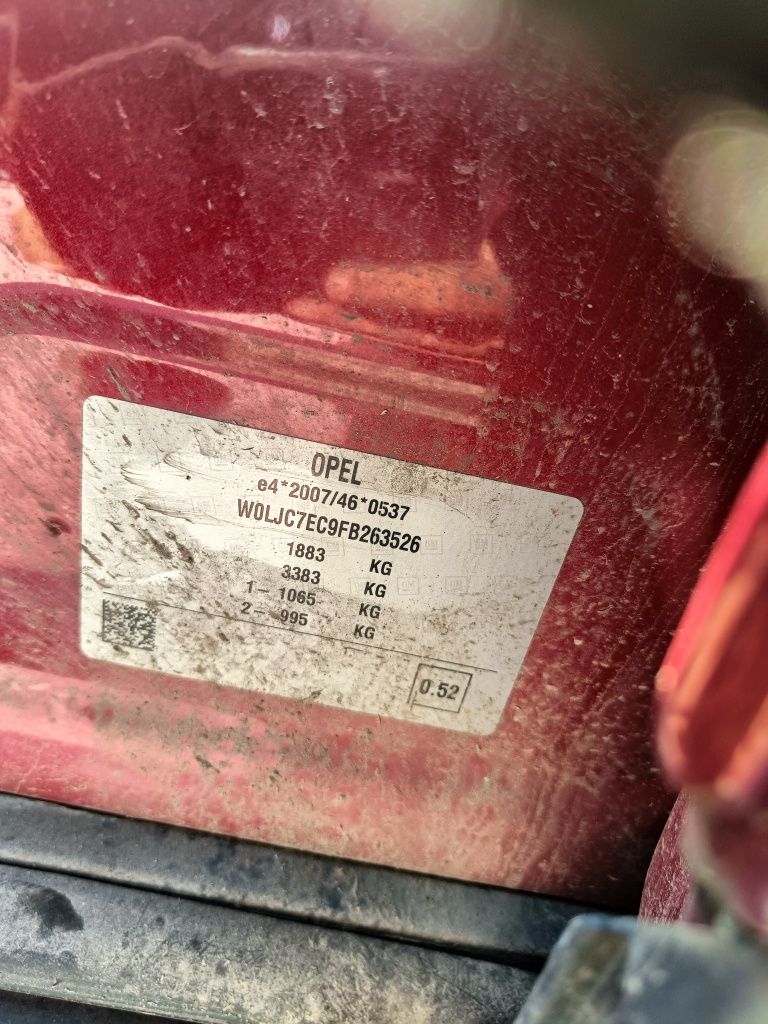 OPEL
e4*2007/46*0537
W0LJC7EC9FB263526
1883 KG
3383 KG
1– 1065 KG
2– 995 KG
0.52